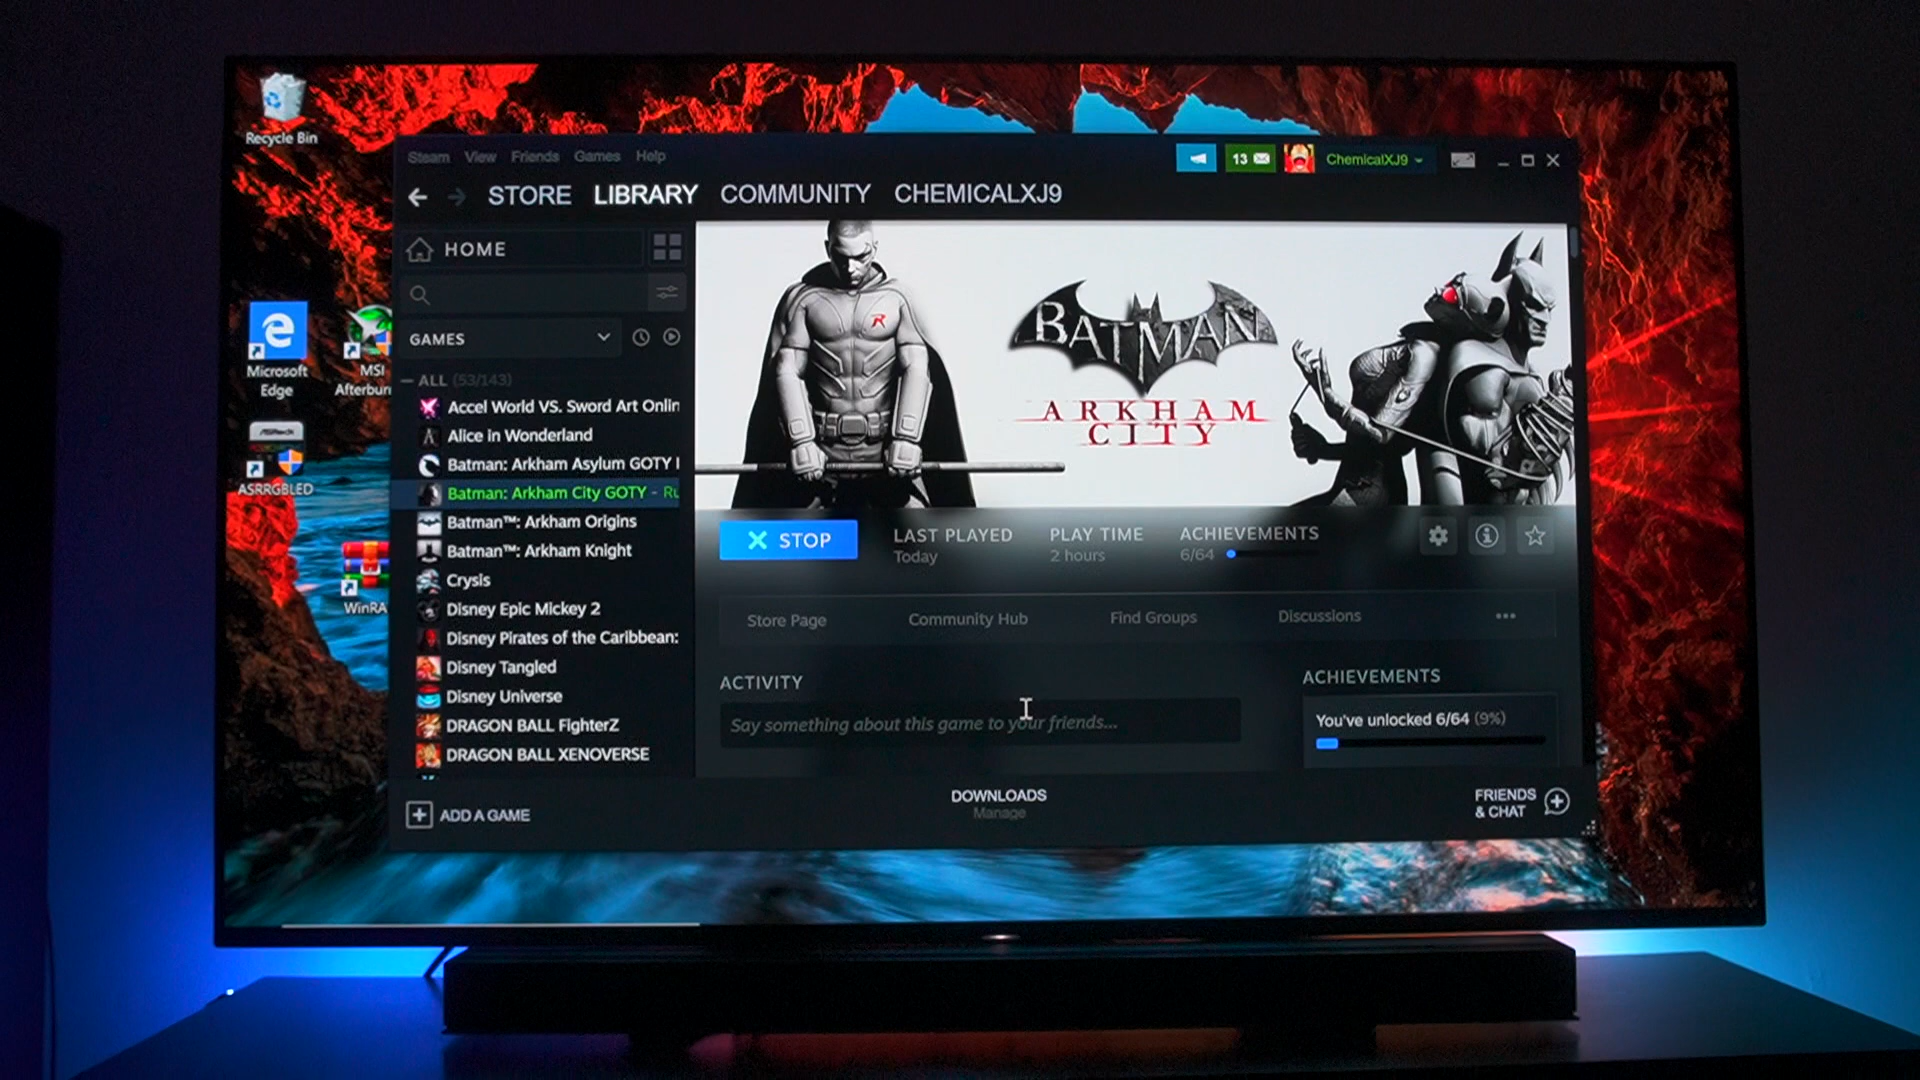 Recycle Bin
Microsoft
Edge
MSI
Afterburn
ASRock
ASRRGBLED
WinRA
Steam View Friends Games Help
13
ChemicalXJ9
STORE LIBRARY COMMUNITY CHEMICALXJ9
HOME
GAMES
ALL (53/143)
Accel World VS. Sword Art Onlin
Alice in Wonderland
Batman: Arkham Asylum GOTY
Batman: Arkham City GOTY - Ru
Batman™: Arkham Origins
Batman™: Arkham Knight
Crysis
Disney Epic Mickey 2
Disney Pirates of the Caribbean:
Disney Tangled
Disney Universe
DRAGON BALL FighterZ
DRAGON BALL XENOVERSE
ADD A GAME
R
BATMAN
ARKHAM
CITY
STOP
LAST PLAYED
Today
PLAY TIME
2 hours
ACHIEVEMENTS
6/64
Store Page
Community Hub
Find Groups
Discussions
ACTIVITY
Say something about this game to your friends...
ACHIEVEMENTS
You've unlocked 6/64 (9%)
DOWNLOADS
Manage
FRIENDS
& CHAT